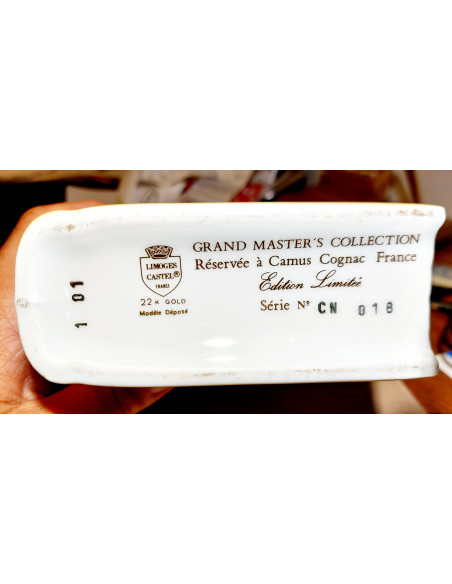 LIMOGES
CASTEL®
FRANCE
22 K GOLD
Modèle Déposé
GRAND MASTER'S COLLECTION
Réservée à Camus Cognac France
Edition Limitée
Série Nº CN 018
1 01